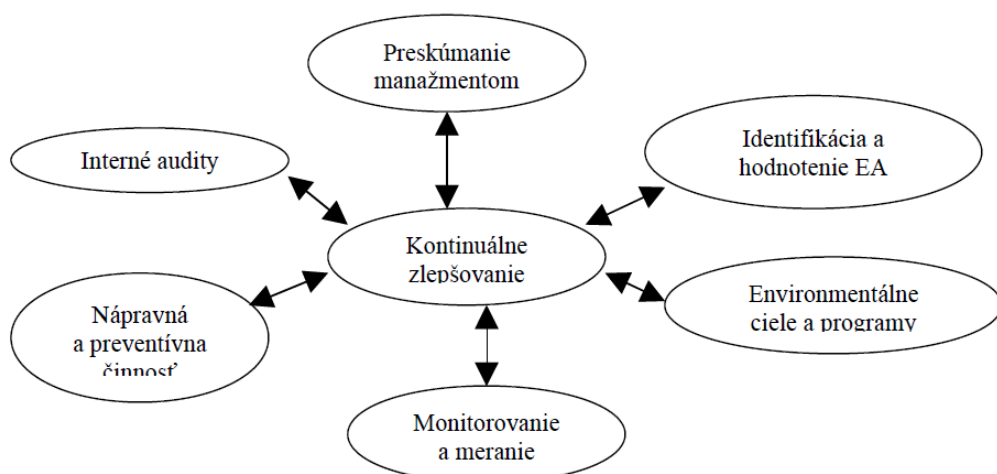 Preskúmanie
manažmentom
Identifikácia a
hodnotenie EA
Interné audity
Kontinuálne
zlepšovanie
Environmentálne
ciele a programy
Nápravná
a preventívna
činnosť
Monitorovanie
a meranie